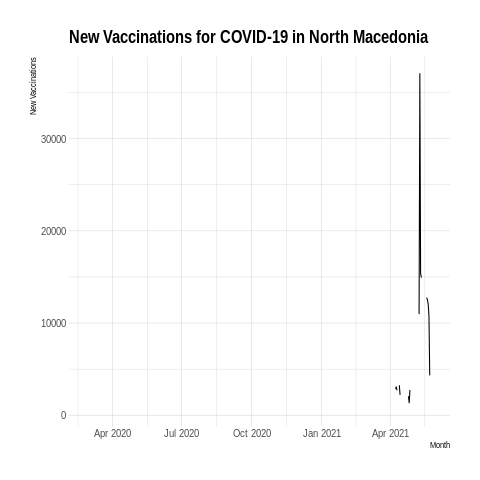 New Vaccinations for COVID-19 in North Macedonia
New Vaccinations
30000
20000
10000
0
Apr 2020 Jul 2020 Oct 2020 Jan 2021 Apr 2021
Month